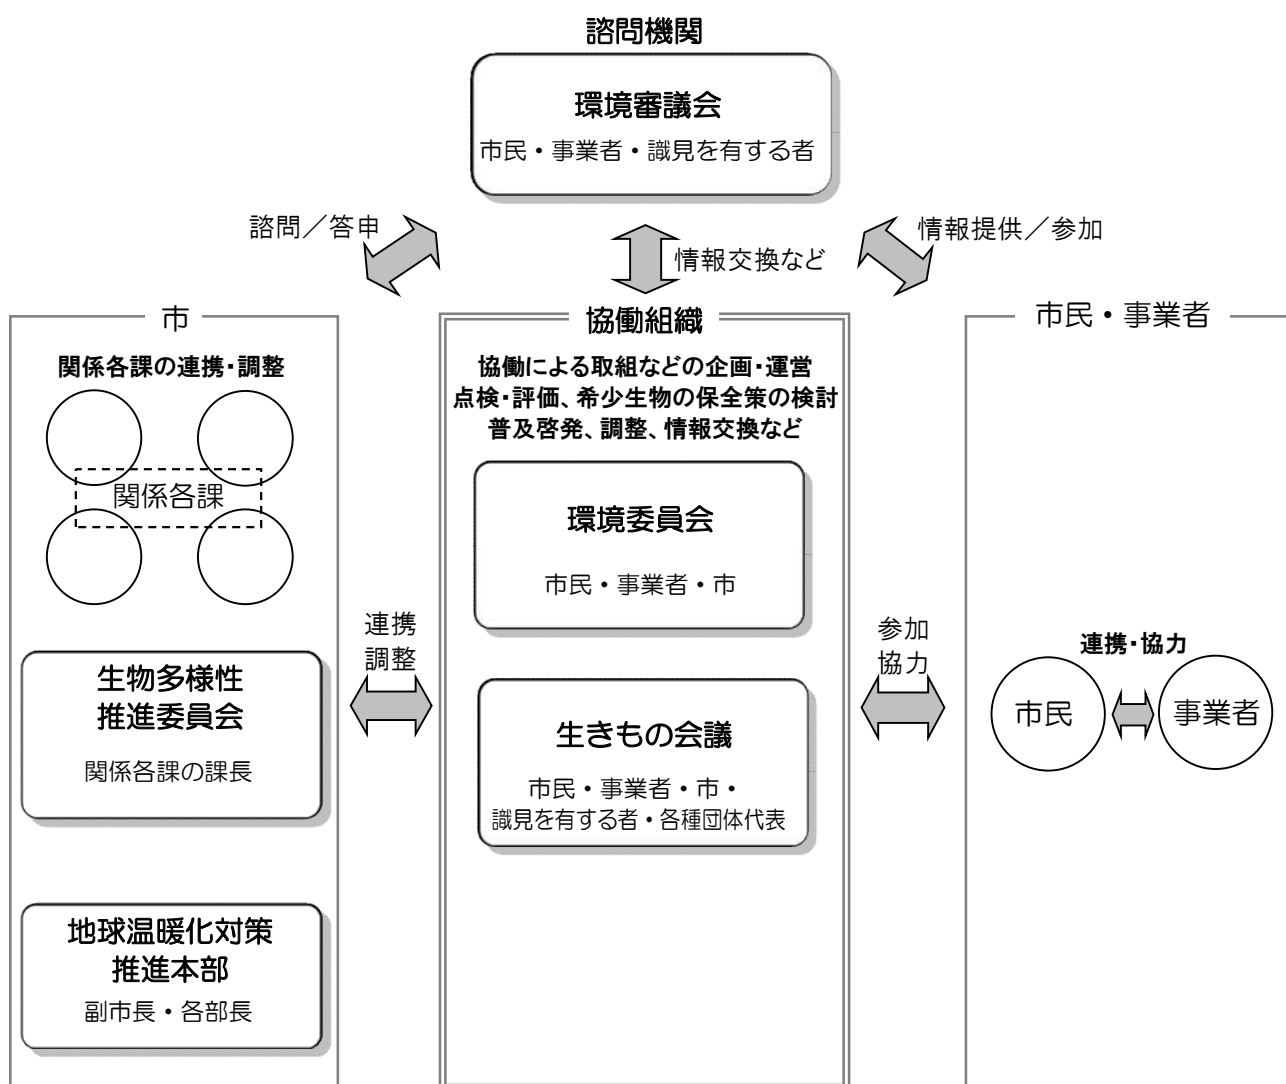 諮問機関
環境審議会
市民・事業者・識見を有する者
諮問／答申
情報交換など
情報提供／参加
市
関係各課の連携・調整
関係各課
生物多様性
推進委員会
関係各課の課長
地球温暖化対策
推進本部
副市長・各部長
連携
調整
協働組織
協働による取組などの企画・運営
点検・評価、希少生物の保全策の検討
普及啓発、調整、情報交換など
環境委員会
市民・事業者・市
生きもの会議
市民・事業者・市・
識見を有する者・各種団体代表
参加
協力
市民・事業者
連携・協力
市民
事業者